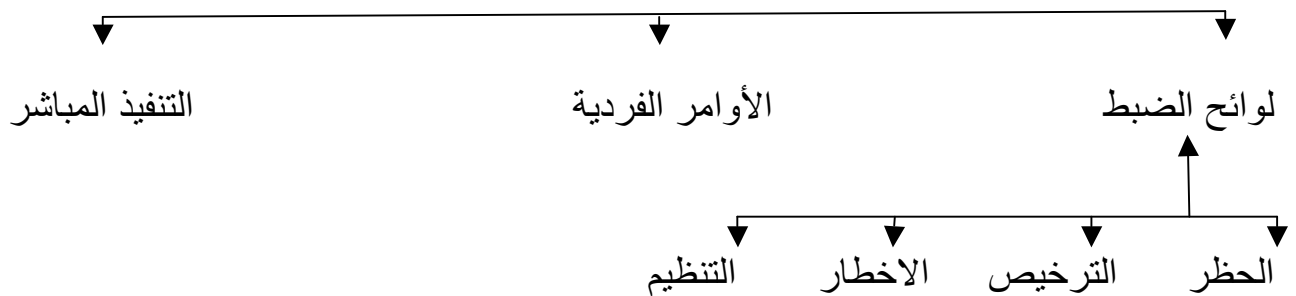 لوائح الضبط الأوامر الفردية التنفيذ المباشر
الحظر الترخيص الاخطار التنظيم